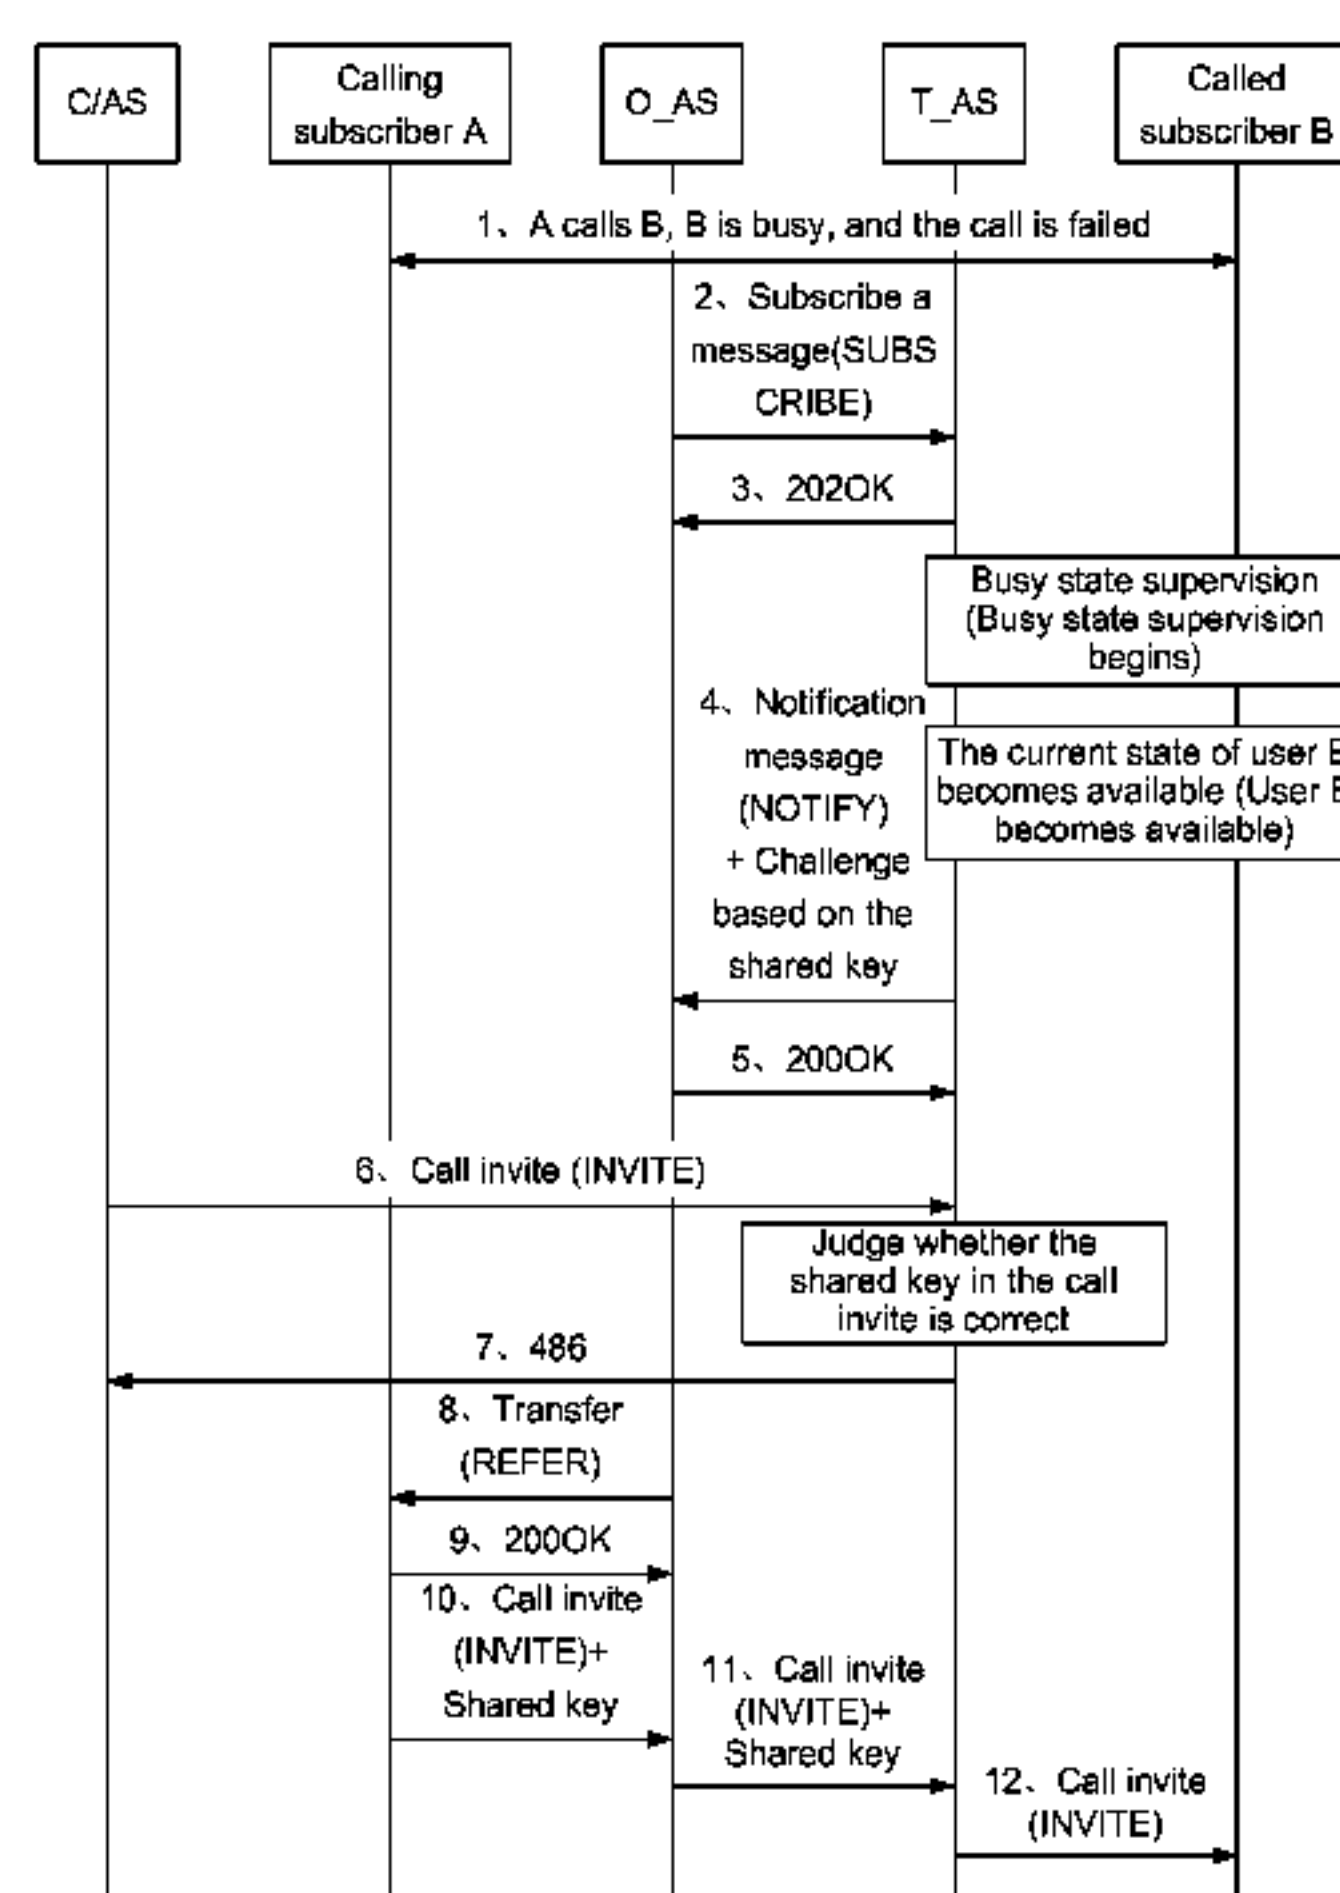 C/AS
Calling
subscriber A
O_AS
T_AS
Called
subscriber B
1、A calls B, B is busy, and the call is failed
2、Subscribe a
message(SUBS
CRIBE)
3、202OK
Busy state supervision
(Busy state supervision
begins)
4、Notification
message
(NOTIFY)
+ Challenge
based on the
shared key
The current state of user B
becomes available (User B
becomes available)
5、200OK
6、Call invite (INVITE)
Judge whether the
shared key in the call
invite is correct
7、486
8、Transfer
(REFER)
9、200OK
10、Call invite
(INVITE)+
Shared key
11、Call invite
(INVITE)+
Shared key
12、Call invite
(INVITE)